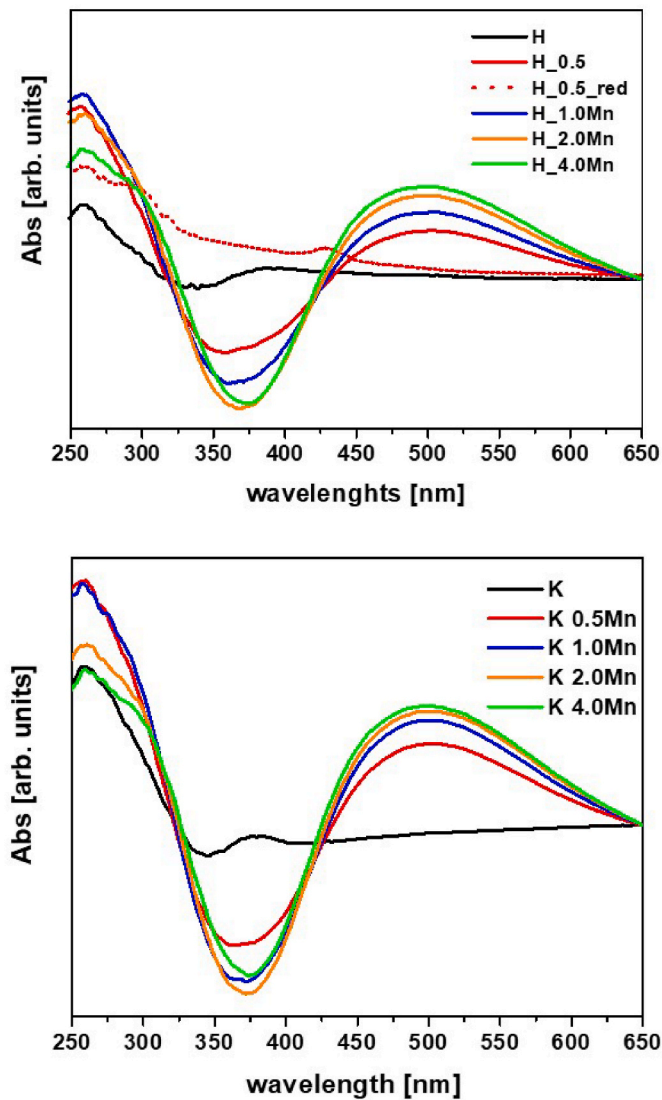 Abs [arb. units]
H
H_0.5
H_0.5_red
H_1.0Mn
H_2.0Mn
H_4.0Mn
250 300 350 400 450 500 550 600 650
wavelenghts [nm]
Abs [arb. units]
K
K 0.5Mn
K 1.0Mn
K 2.0Mn
K 4.0Mn
250 300 350 400 450 500 550 600 650
wavelength [nm]